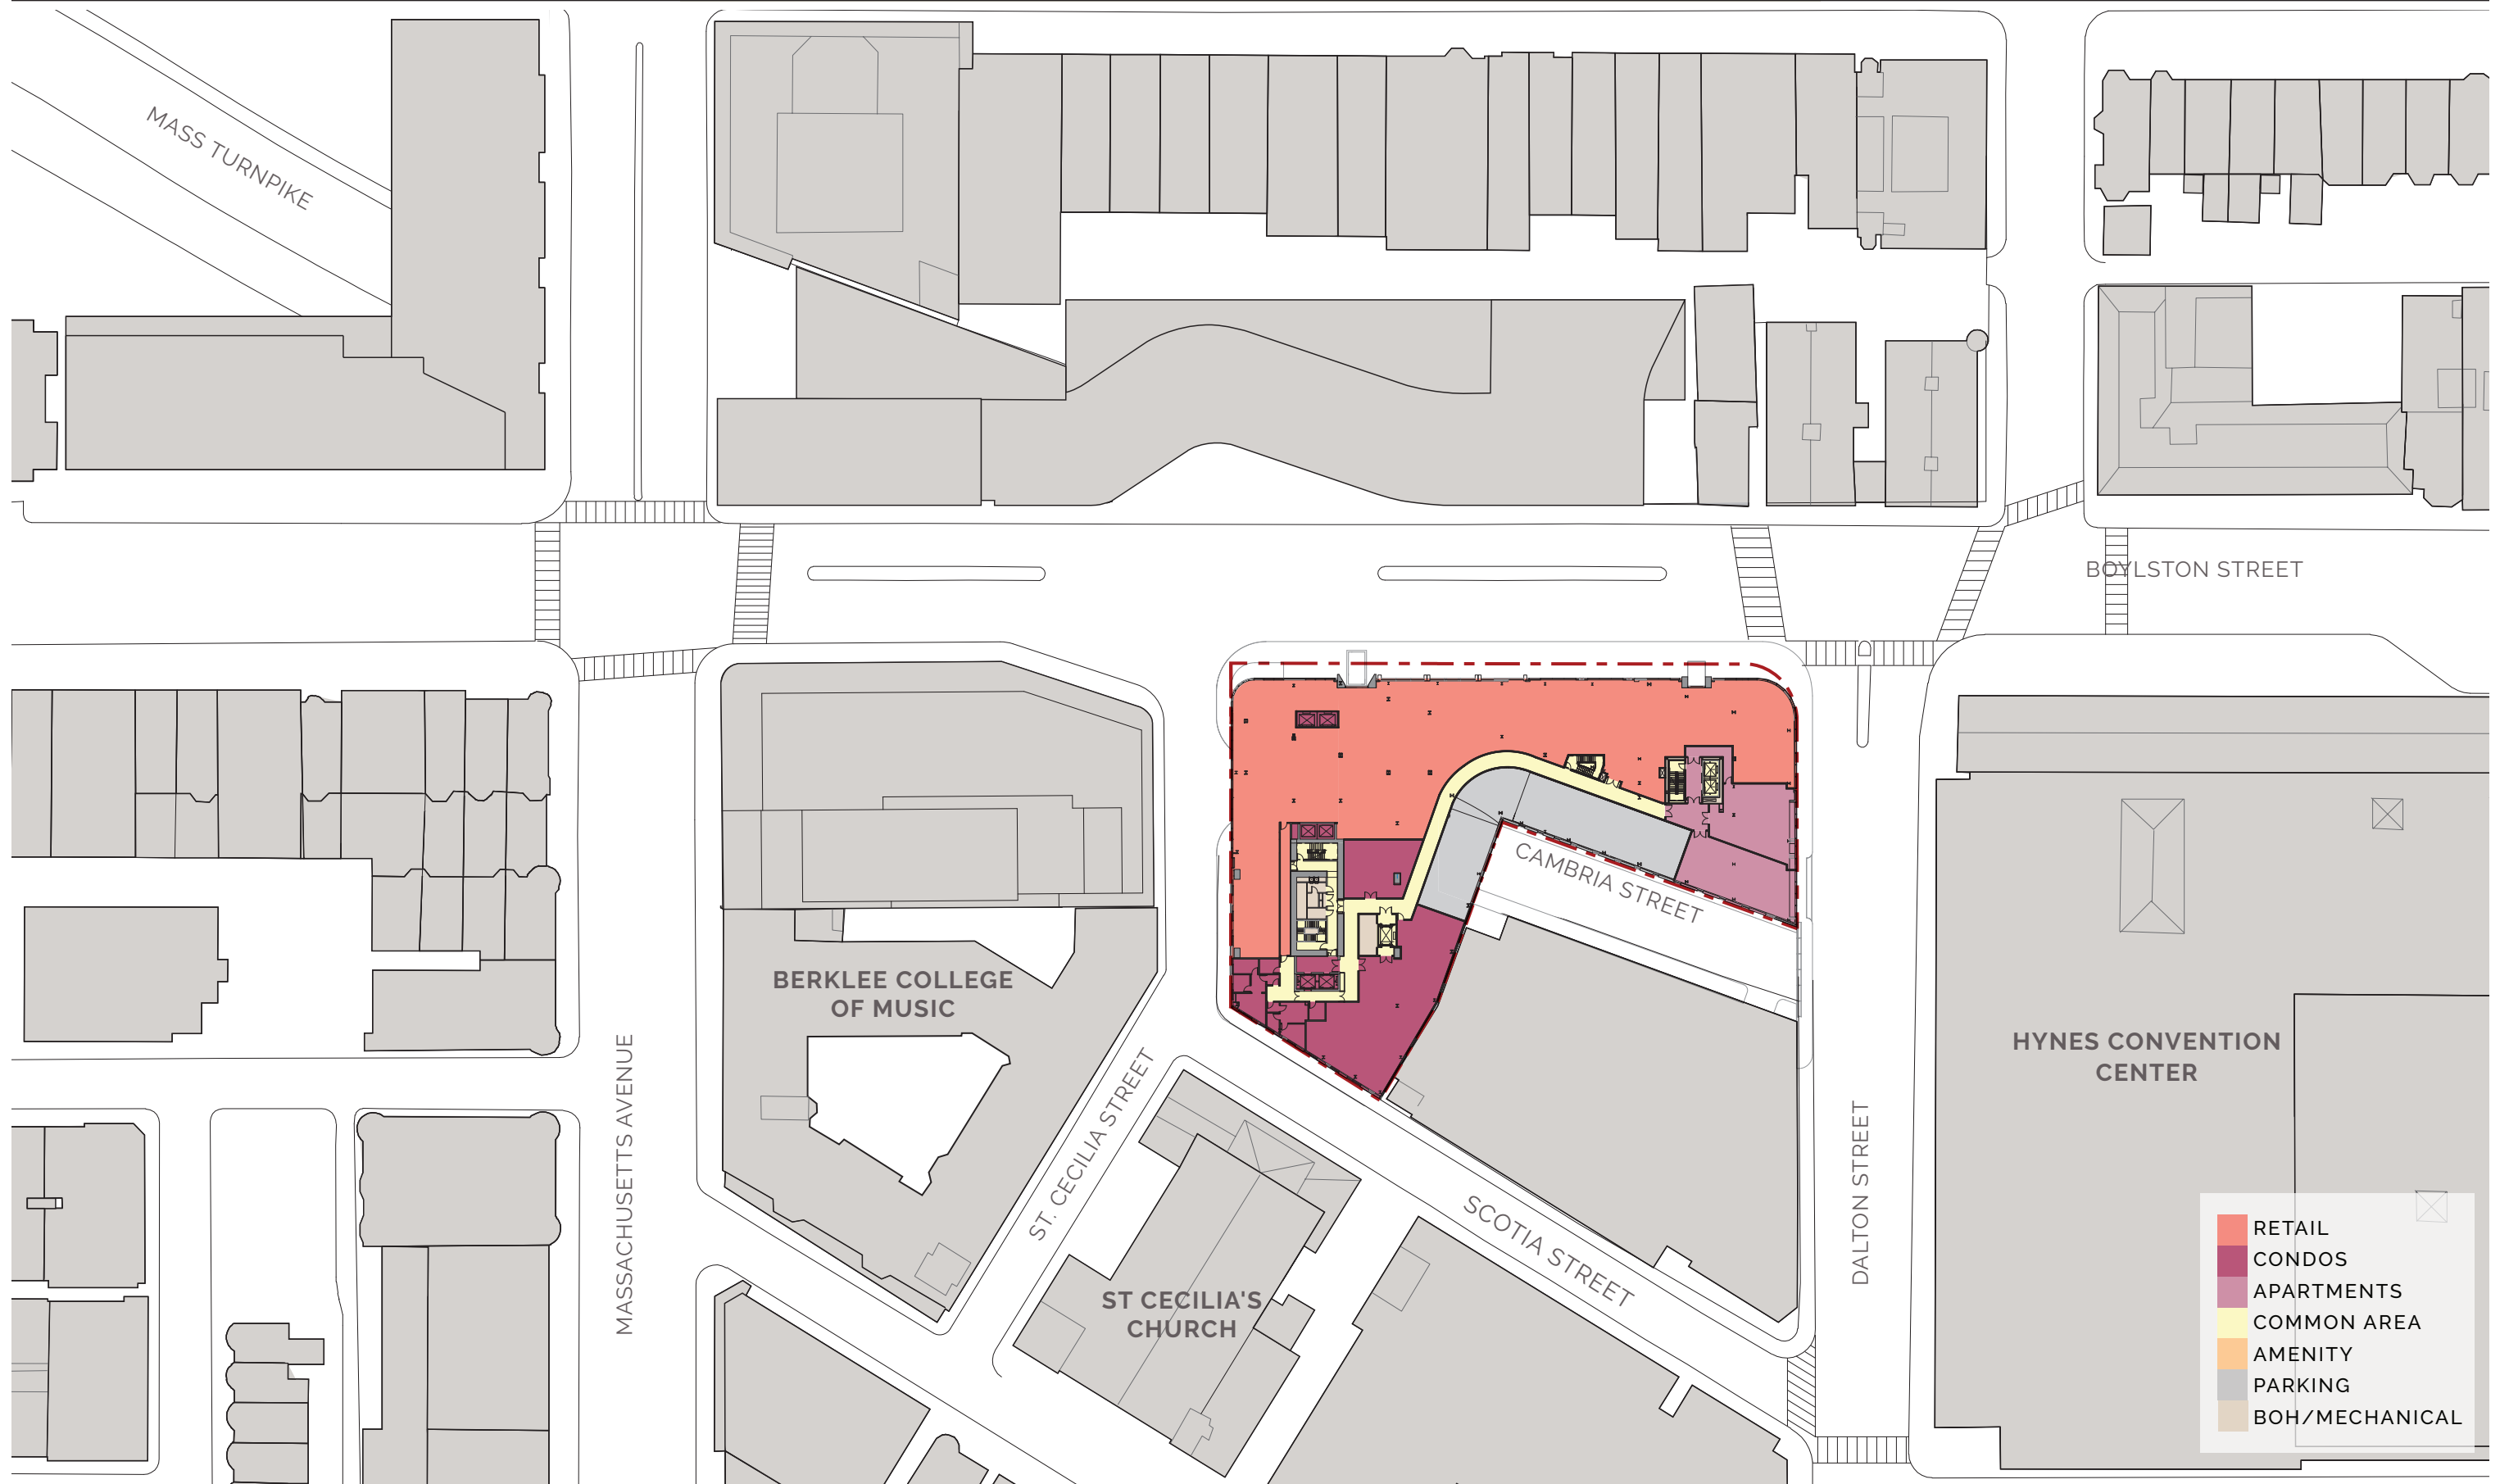 MASS TURNPIKE
BOYLSTON STREET
CAMBRIA STREET
BERKLEE COLLEGE
OF MUSIC
HYNES CONVENTION
CENTER
MASSACHUSETTS AVENUE
ST. CECILIA STREET
SCOTIA STREET
DALTON STREET
ST CECILIA'S
CHURCH
RETAIL
CONDOS
APARTMENTS
COMMON AREA
AMENITY
PARKING
BOH/MECHANICAL